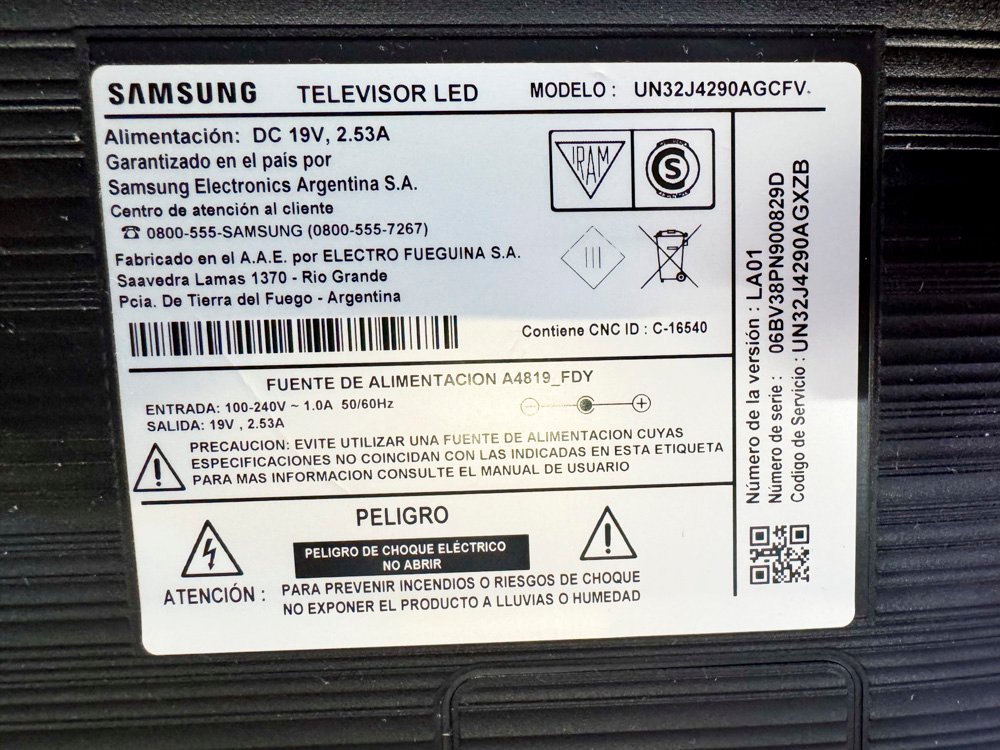 SAMSUNG TELEVISOR LED MODELO : UN32J4290AGCFV
Alimentación: DC 19V, 2.53A
Garantizado en el país por
Samsung Electronics Argentina S.A.
Centro de atención al cliente
☎ 0800-555-SAMSUNG (0800-555-7267)
Fabricado en el A.A.E. por ELECTRO FUEGUINA S.A.
Saavedra Lamas 1370 - Rio Grande
Pcia. De Tierra del Fuego - Argentina
IRAM
S
Contiene CNC ID : C-16540
FUENTE DE ALIMENTACION A4819_FDY
ENTRADA: 100-240V ~ 1.0A 50/60Hz
SALIDA: 19V , 2.53A
PRECAUCION: EVITE UTILIZAR UNA FUENTE DE ALIMENTACION CUYAS
ESPECIFICACIONES NO COINCIDAN CON LAS INDICADAS EN ESTA ETIQUETA
PARA MAS INFORMACION CONSULTE EL MANUAL DE USUARIO
PELIGRO
PELIGRO DE CHOQUE ELÉCTRICO
NO ABRIR
ATENCIÓN : PARA PREVENIR INCENDIOS O RIESGOS DE CHOQUE
NO EXPONER EL PRODUCTO A LLUVIAS O HUMEDAD
Número de la versión : LA01
Número de serie : 06BV38PN900829D
Codigo de Servicio : UN32J4290AGXZB